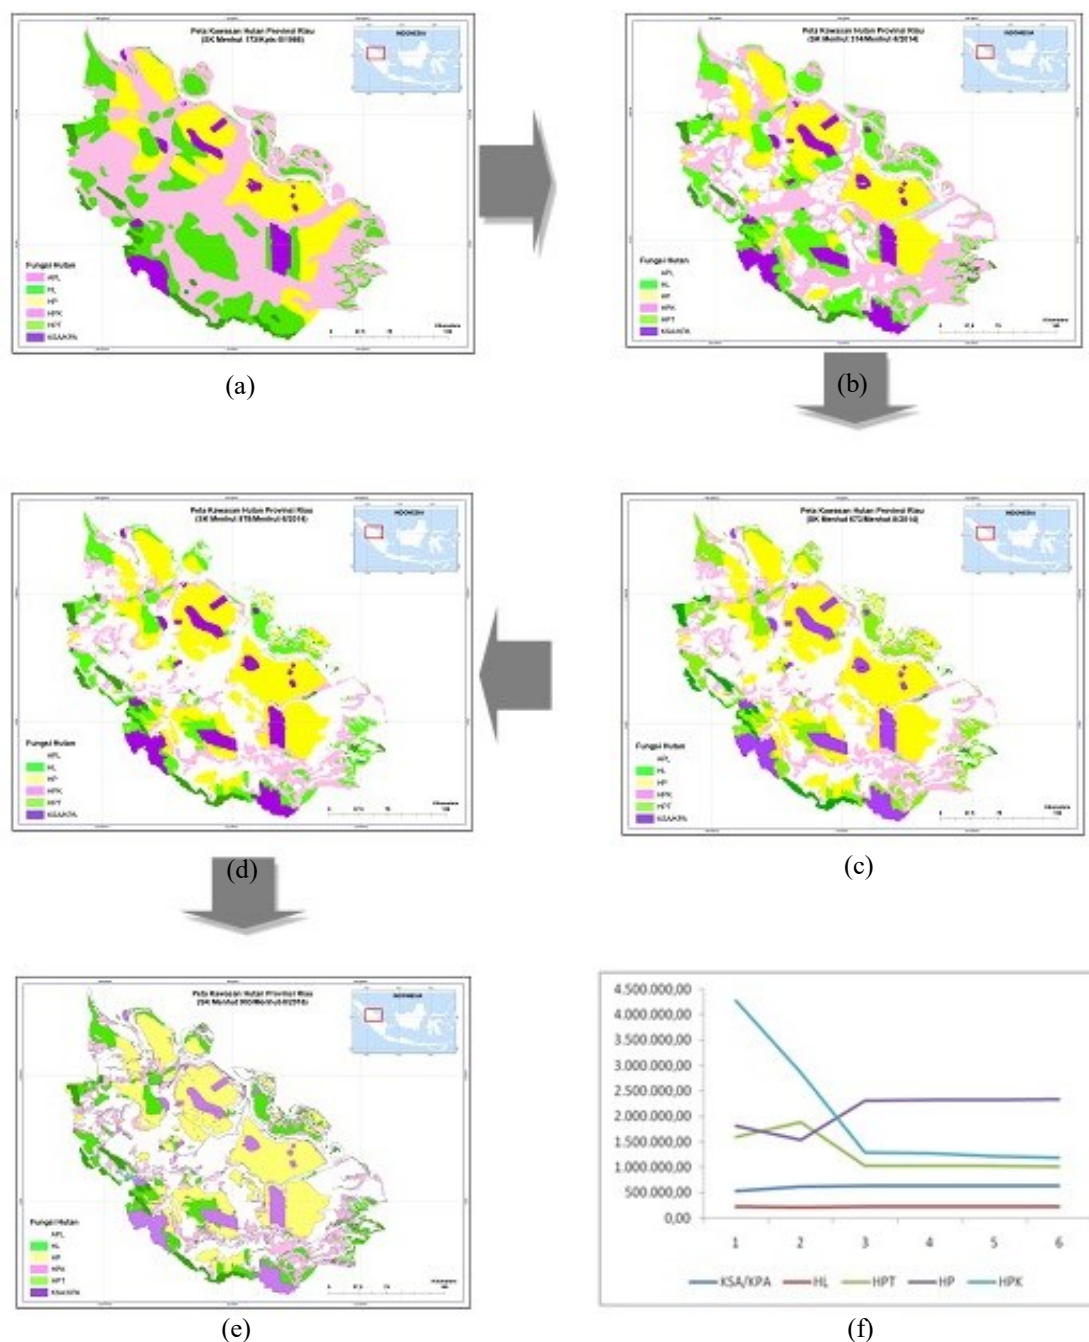 Peta Kawasan Hutan Provinsi Riau
INDONESIA
Fungsi Hutan
APL
HL
HP
HPK
HPT
KSA/KPA
Kilometers
(a)
Peta Kawasan Hutan Provinsi Riau
INDONESIA
Fungsi Hutan
APL
HL
HP
HPK
HPT
KSA/KPA
Kilometers
(b)
Peta Kawasan Hutan Provinsi Riau
INDONESIA
Fungsi Hutan
APL
HL
HP
HPK
HPT
KSA/KPA
Kilometers
(d)
Peta Kawasan Hutan Provinsi Riau
INDONESIA
Fungsi Hutan
APL
HL
HP
HPK
HPT
KSA/KPA
Kilometers
(c)
Peta Kawasan Hutan Provinsi Riau
INDONESIA
Fungsi Hutan
APL
HL
HP
HPT
KSA/KPA
Kilometers
(e)
4.500.000,00
4.000.000,00
3.500.000,00
3.000.000,00
2.500.000,00
2.000.000,00
1.500.000,00
1.000.000,00
500.000,00
0,00
1 2 3 4 5 6
KSA/KPA HL HPT HP HPK
(f)